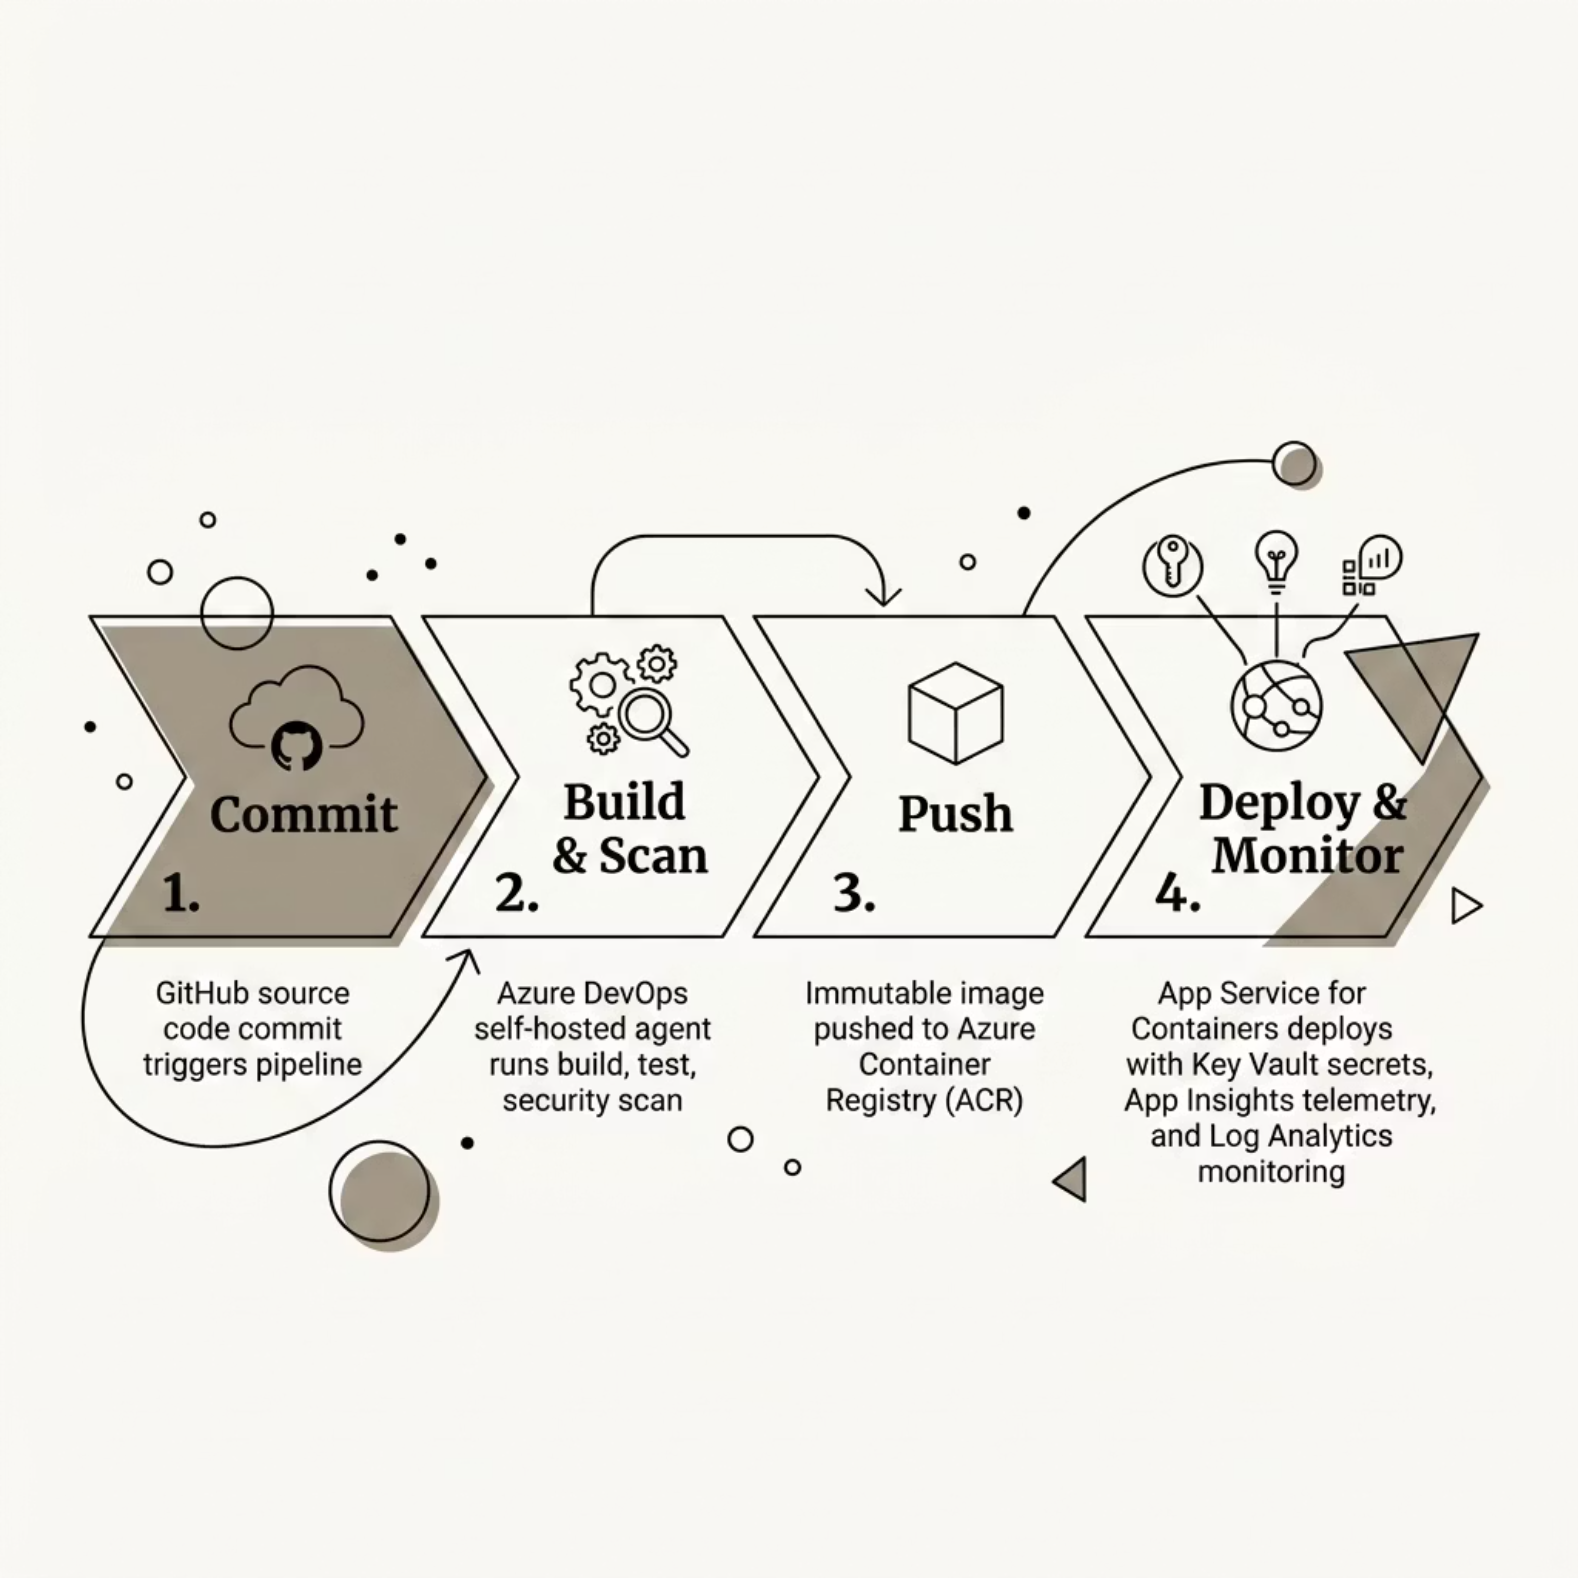 Commit
1.
GitHub source
code commit
triggers pipeline
Build
& Scan
2.
Azure DevOps
self-hosted agent
runs build, test,
security scan
Push
3.
Immutable image
pushed to Azure
Container
Registry (ACR)
Deploy &
Monitor
4.
App Service for
Containers deploys
with Key Vault secrets,
App Insights telemetry,
and Log Analytics
monitoring